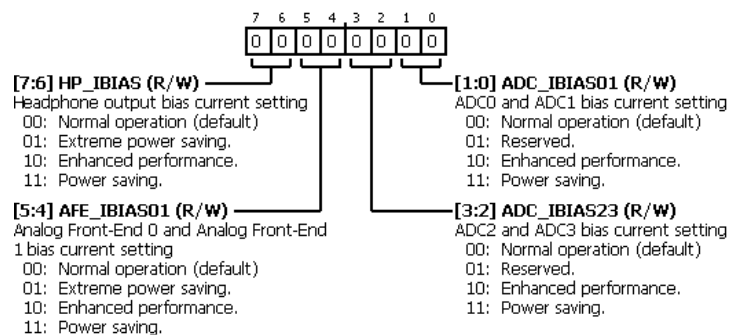 7 6 5 4 3 2 1 0
0 0 0 0 0 0 0 0
[7:6] HP_IBIAS (R/W)
Headphone output bias current setting
00: Normal operation (default)
01: Extreme power saving.
10: Enhanced performance.
11: Power saving.
[5:4] AFE_IBIAS01 (R/W)
Analog Front-End 0 and Analog Front-End
1 bias current setting
00: Normal operation (default)
01: Extreme power saving.
10: Enhanced performance.
11: Power saving.
[1:0] ADC_IBIAS01 (R/W)
ADC0 and ADC1 bias current setting
00: Normal operation (default)
01: Reserved.
10: Enhanced performance.
11: Power saving.
[3:2] ADC_IBIAS23 (R/W)
ADC2 and ADC3 bias current setting
00: Normal operation (default)
01: Reserved.
10: Enhanced performance.
11: Power saving.